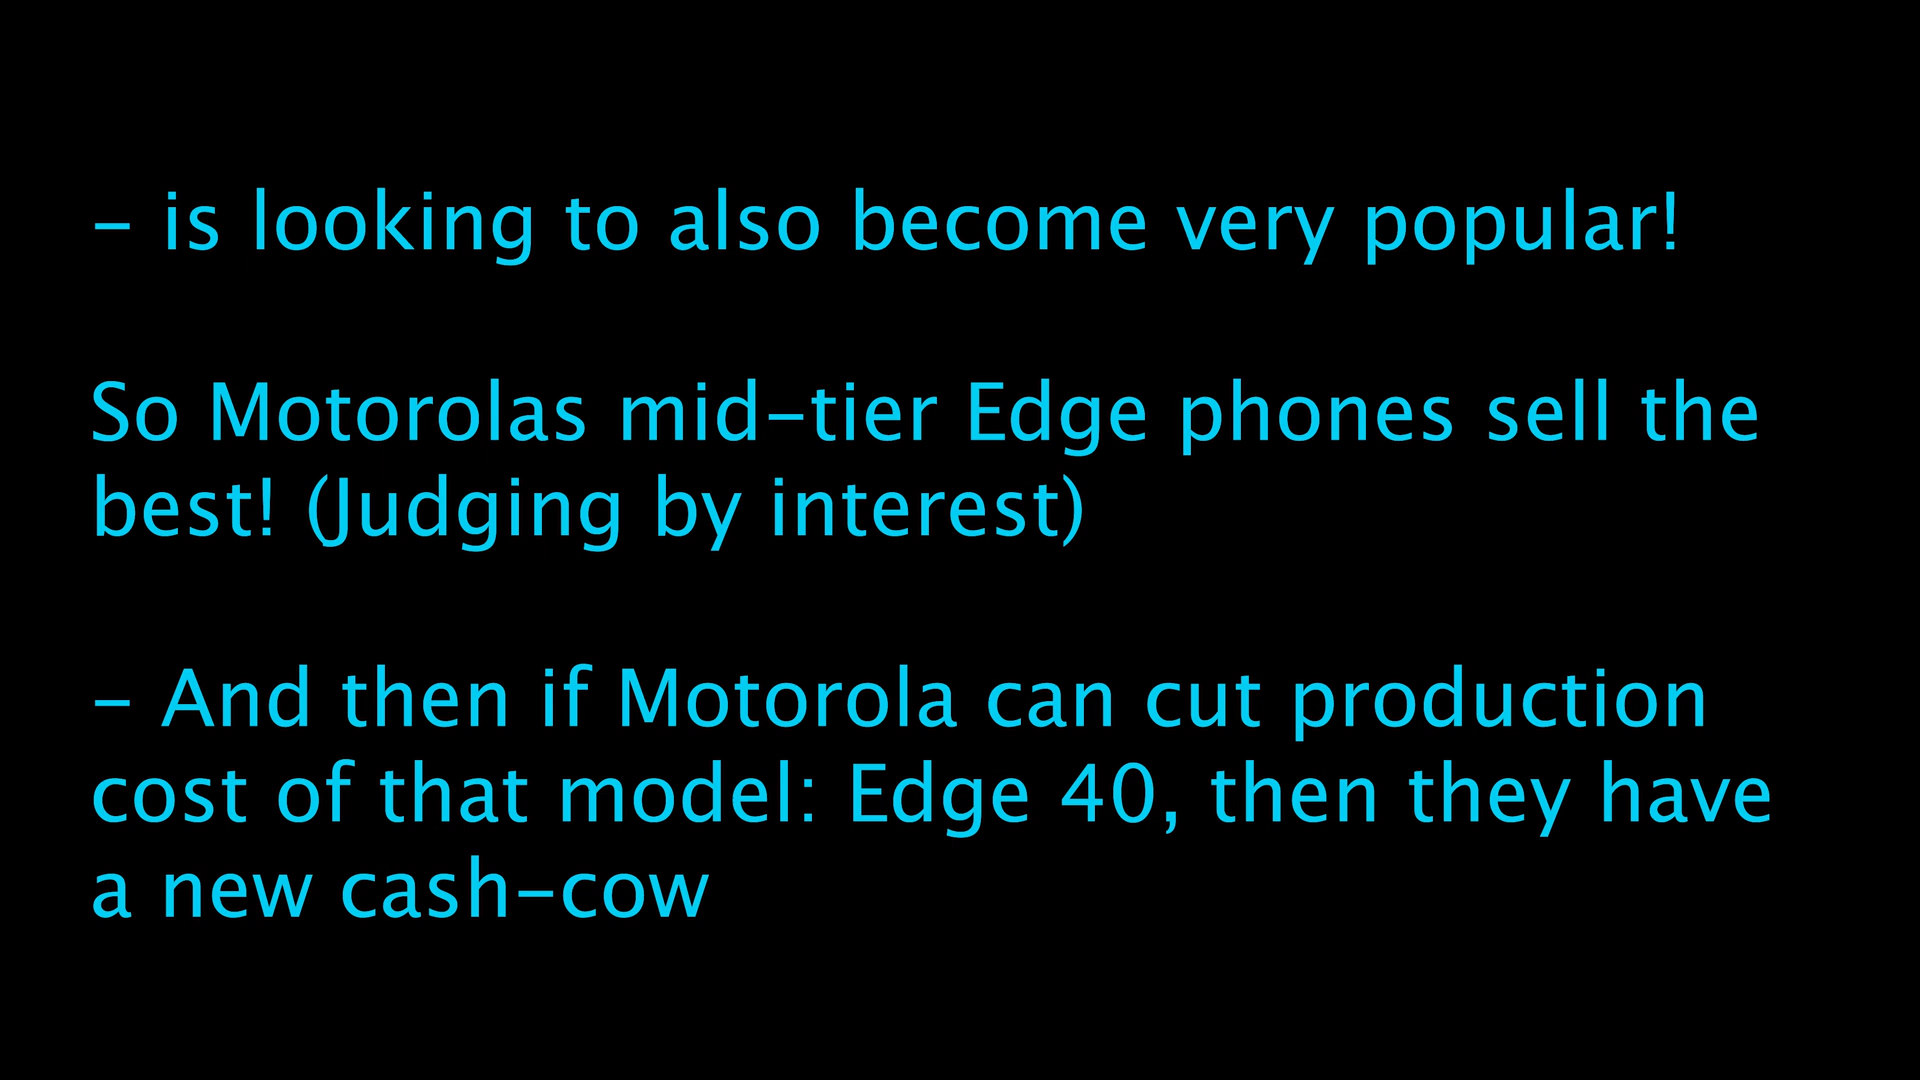 - is looking to also become very popular!
So Motorolas mid-tier Edge phones sell the
best! (Judging by interest)
- And then if Motorola can cut production
cost of that model: Edge 40, then they have
a new cash-cow